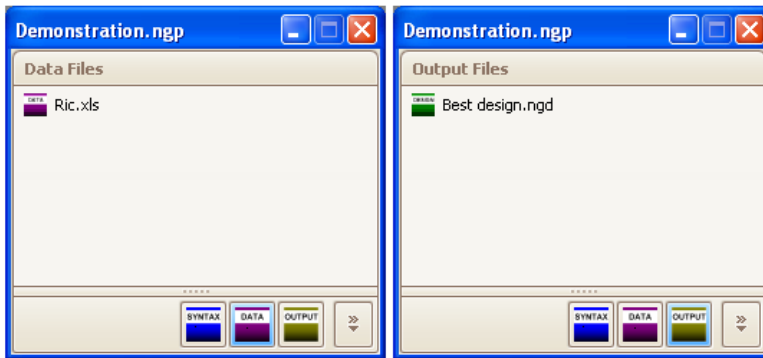 Demonstration.ngp
Data Files
DATA Ric.xls
SYNTAX DATA OUTPUT
Demonstration.ngp
Output Files
DESIGN Best design.ngd
SYNTAX DATA OUTPUT